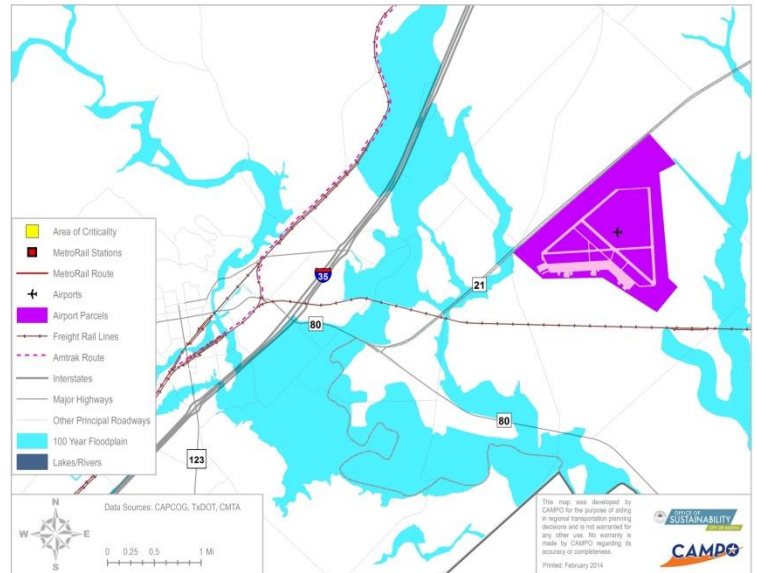 35
21
80
80
123
Area of Criticality
MetroRail Stations
MetroRail Route
Airports
Airport Parcels
Freight Rail Lines
Amtrak Route
Interstates
Major Highways
Other Principal Roadways
100 Year Floodplain
Lakes/Rivers
N
W
E
S
Data Sources: CAPCOG, TxDOT, CMTA
0 0.25 0.5 1 Mi
This map was developed by
CAMPO for the purpose of aiding
in regional transportation planning
decisions and is not warranted for
any other use. No warranty is
made by CAMPO regarding its
accuracy or completeness.
Printed: February 2014
OFFICE OF
SUSTAINABILITY
CITY OF AUSTIN
CAMPO